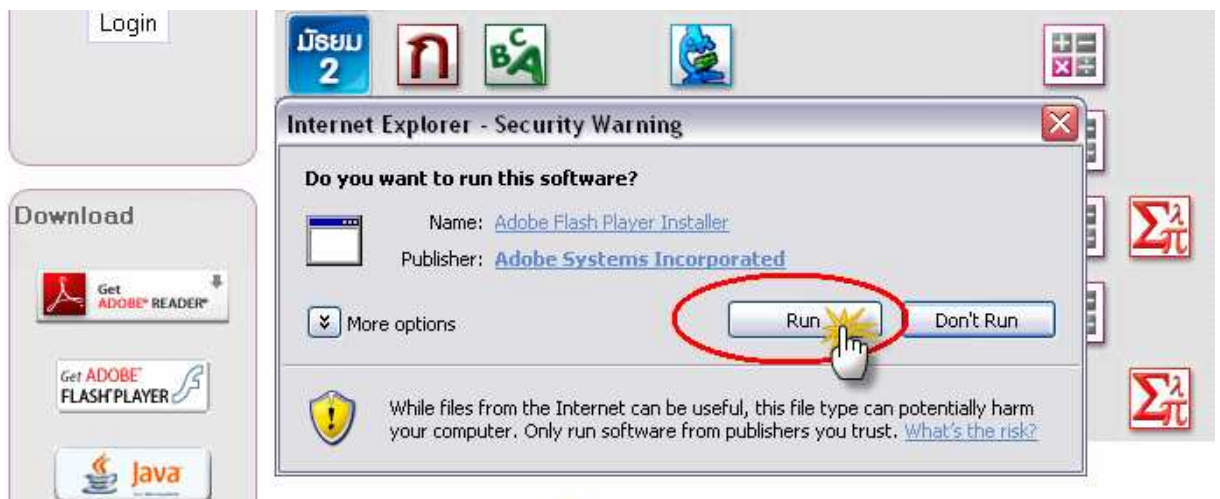 Login
มัธยม
2
ก
B C A
Internet Explorer - Security Warning
Do you want to run this software?
Name: Adobe Flash Player Installer
Publisher: Adobe Systems Incorporated
More options
Run
Don't Run
While files from the Internet can be useful, this file type can potentially harm
your computer. Only run software from publishers you trust. What's the risk?
Σλπ
Σλπ
Download
Get
ADOBE® READER®
Get ADOBE®
FLASH® PLAYER
Java